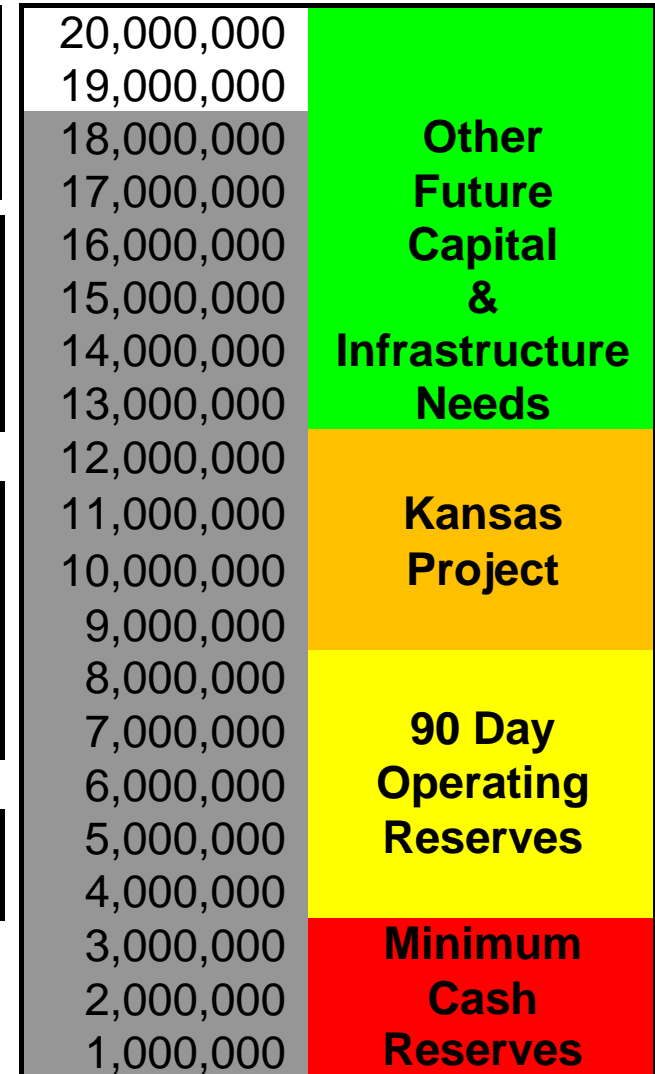 20,000,000
19,000,000
18,000,000 Other
17,000,000 Future
16,000,000 Capital
15,000,000 &
14,000,000 Infrastructure
13,000,000 Needs
12,000,000
11,000,000 Kansas
10,000,000 Project
9,000,000
8,000,000
7,000,000 90 Day
6,000,000 Operating
5,000,000 Reserves
4,000,000
3,000,000 Minimum
2,000,000 Cash
1,000,000 Reserves